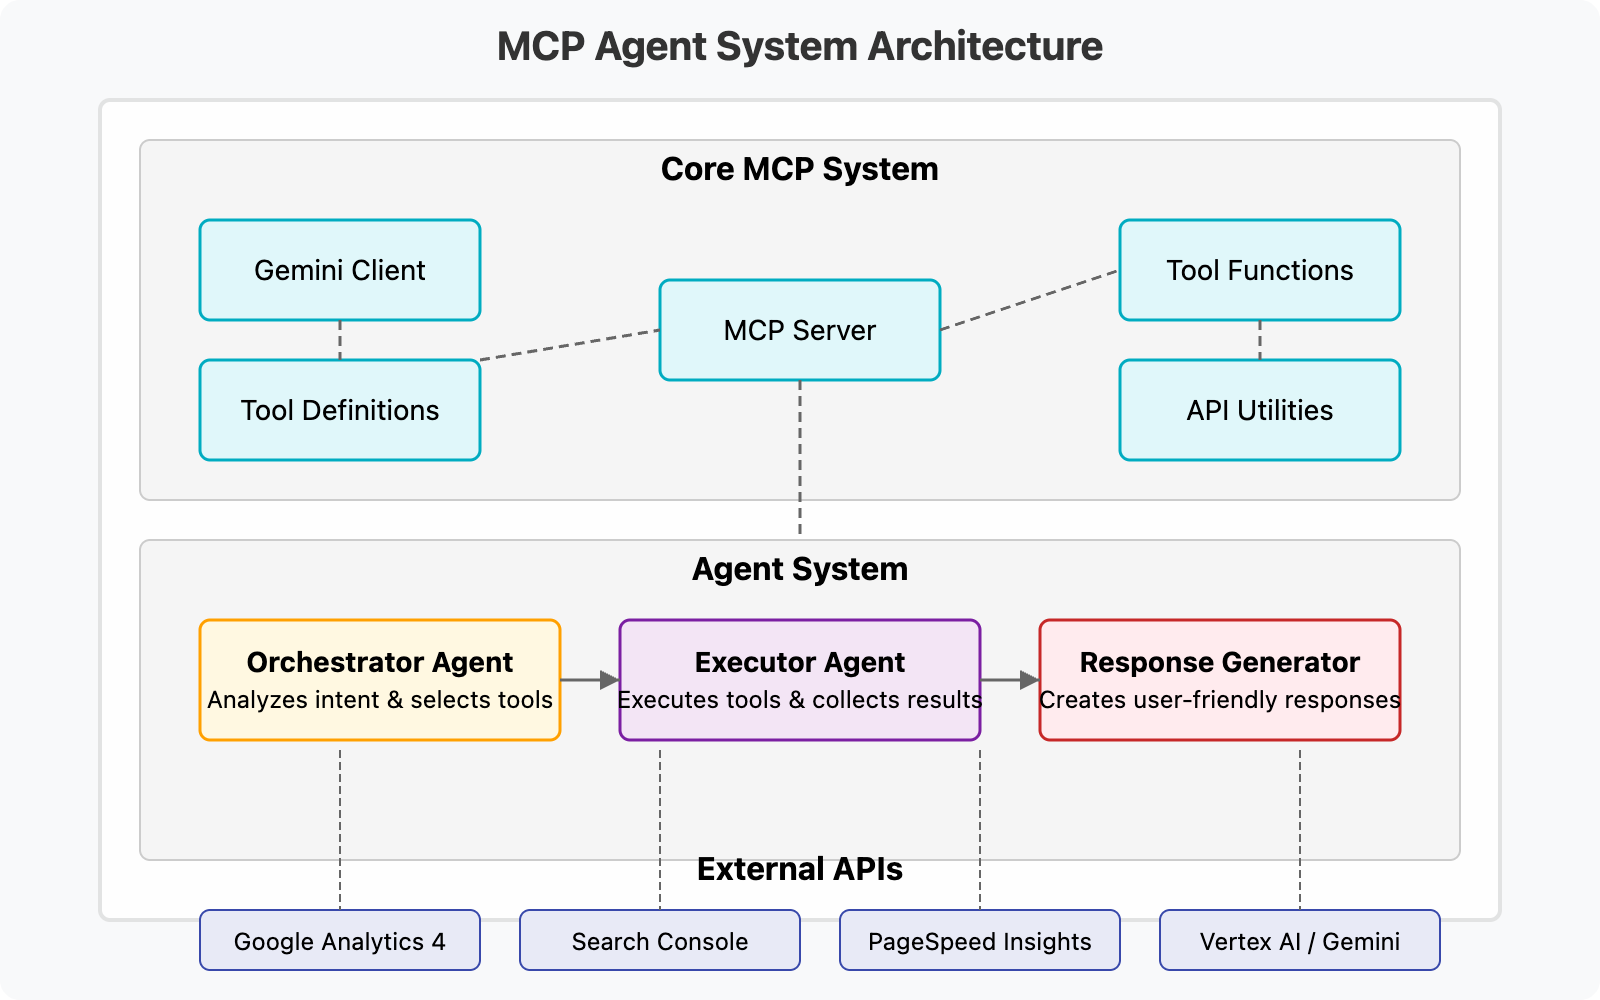 MCP Agent System Architecture
Core MCP System
Gemini Client
Tool Functions
MCP Server
Tool Definitions
API Utilities
Agent System
Orchestrator Agent
Analyzes intent & selects tools
Executor Agent
Executes tools & collects results
Response Generator
Creates user-friendly responses
External APIs
Google Analytics 4
Search Console
PageSpeed Insights
Vertex AI / Gemini